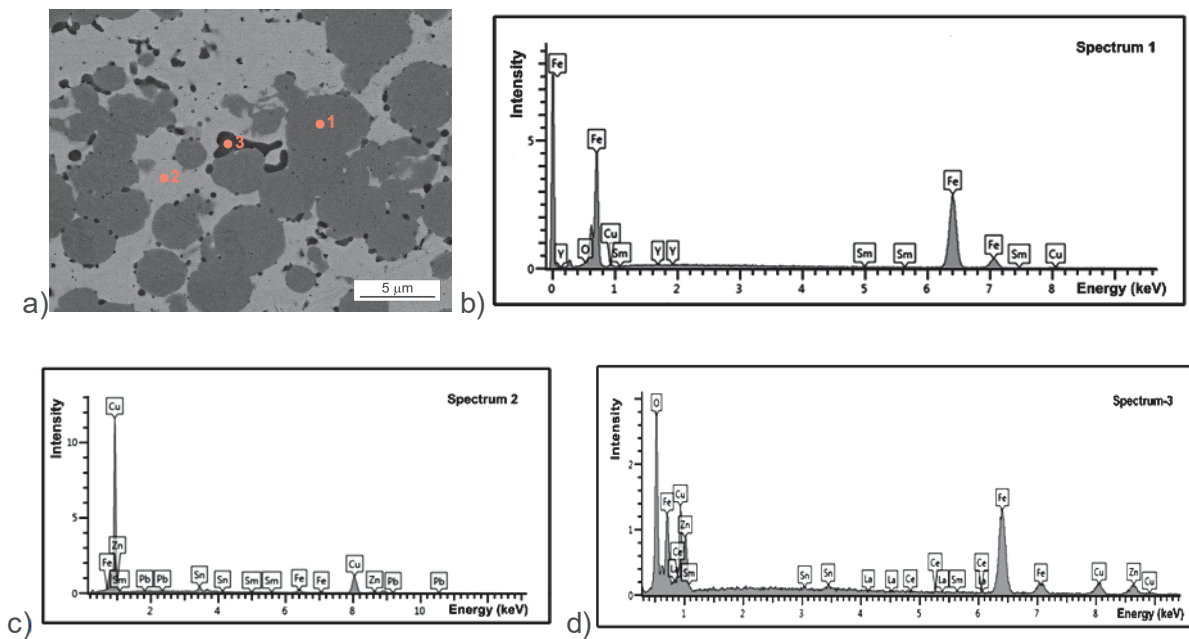 1
3
2
5 μm
a)
Spectrum 1
Intensity
5
0
Fe
Y
O
Fe
Cu
Sm
Y
Y
Sm
Sm
Fe
Fe
Sm
Cu
0 1 2 3 4 5 6 7 8 Energy (keV)
b)
Spectrum 2
Intensity
10
5
0
Cu
Zn
Fe
Sm
Pb
Pb
Sn
Sn
Sm
Sm
Fe
Fe
Cu
Zn
Pb
Pb
2 4 6 8 10 Energy (keV)
c)
Spectrum-3
Intensity
2
1
0
O
Fe
Cu
Zn
Ce
La
Sm
Sn
Sn
La
La
Ce
Ce
La
Sm
Ce
La
Fe
Fe
Cu
Zn
Cu
1 2 3 4 5 6 7 8 Energy (keV)
d)